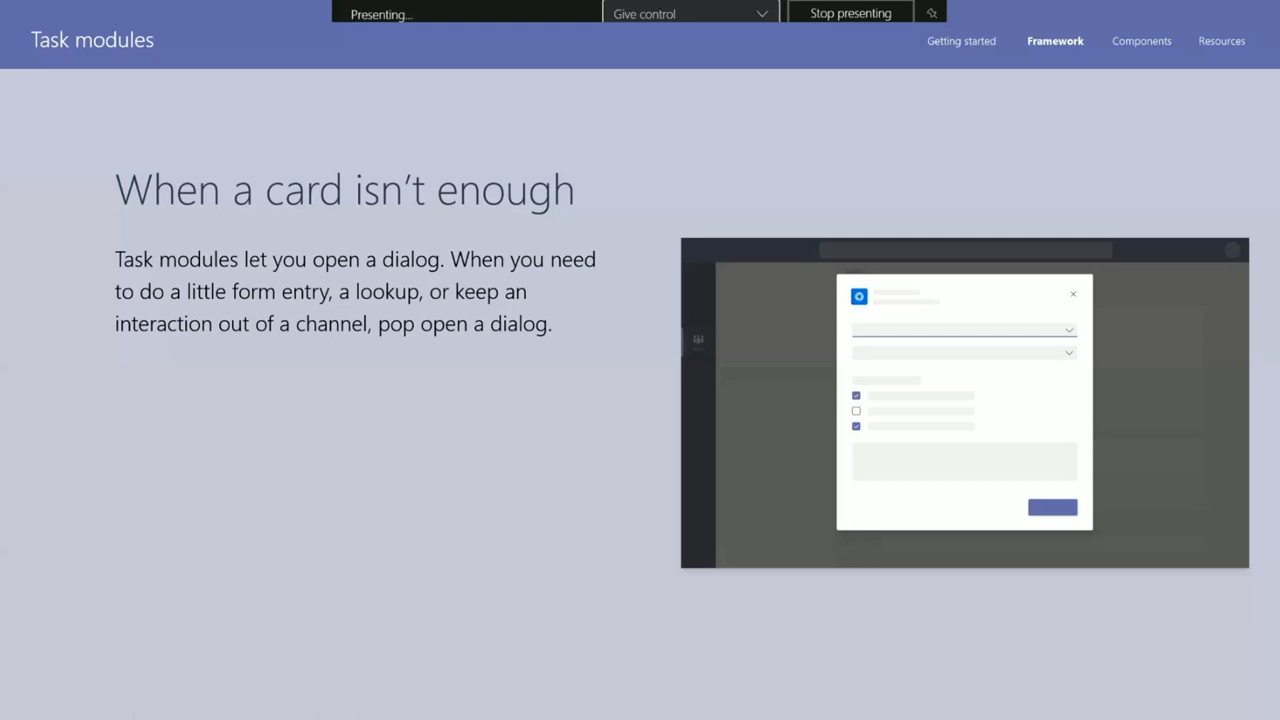 Presenting...
Give control
Stop presenting
Task modules
Getting started
Framework
Components
Resources
When a card isn't enough
Task modules let you open a dialog. When you need
to do a little form entry, a lookup, or keep an
interaction out of a channel, pop open a dialog.